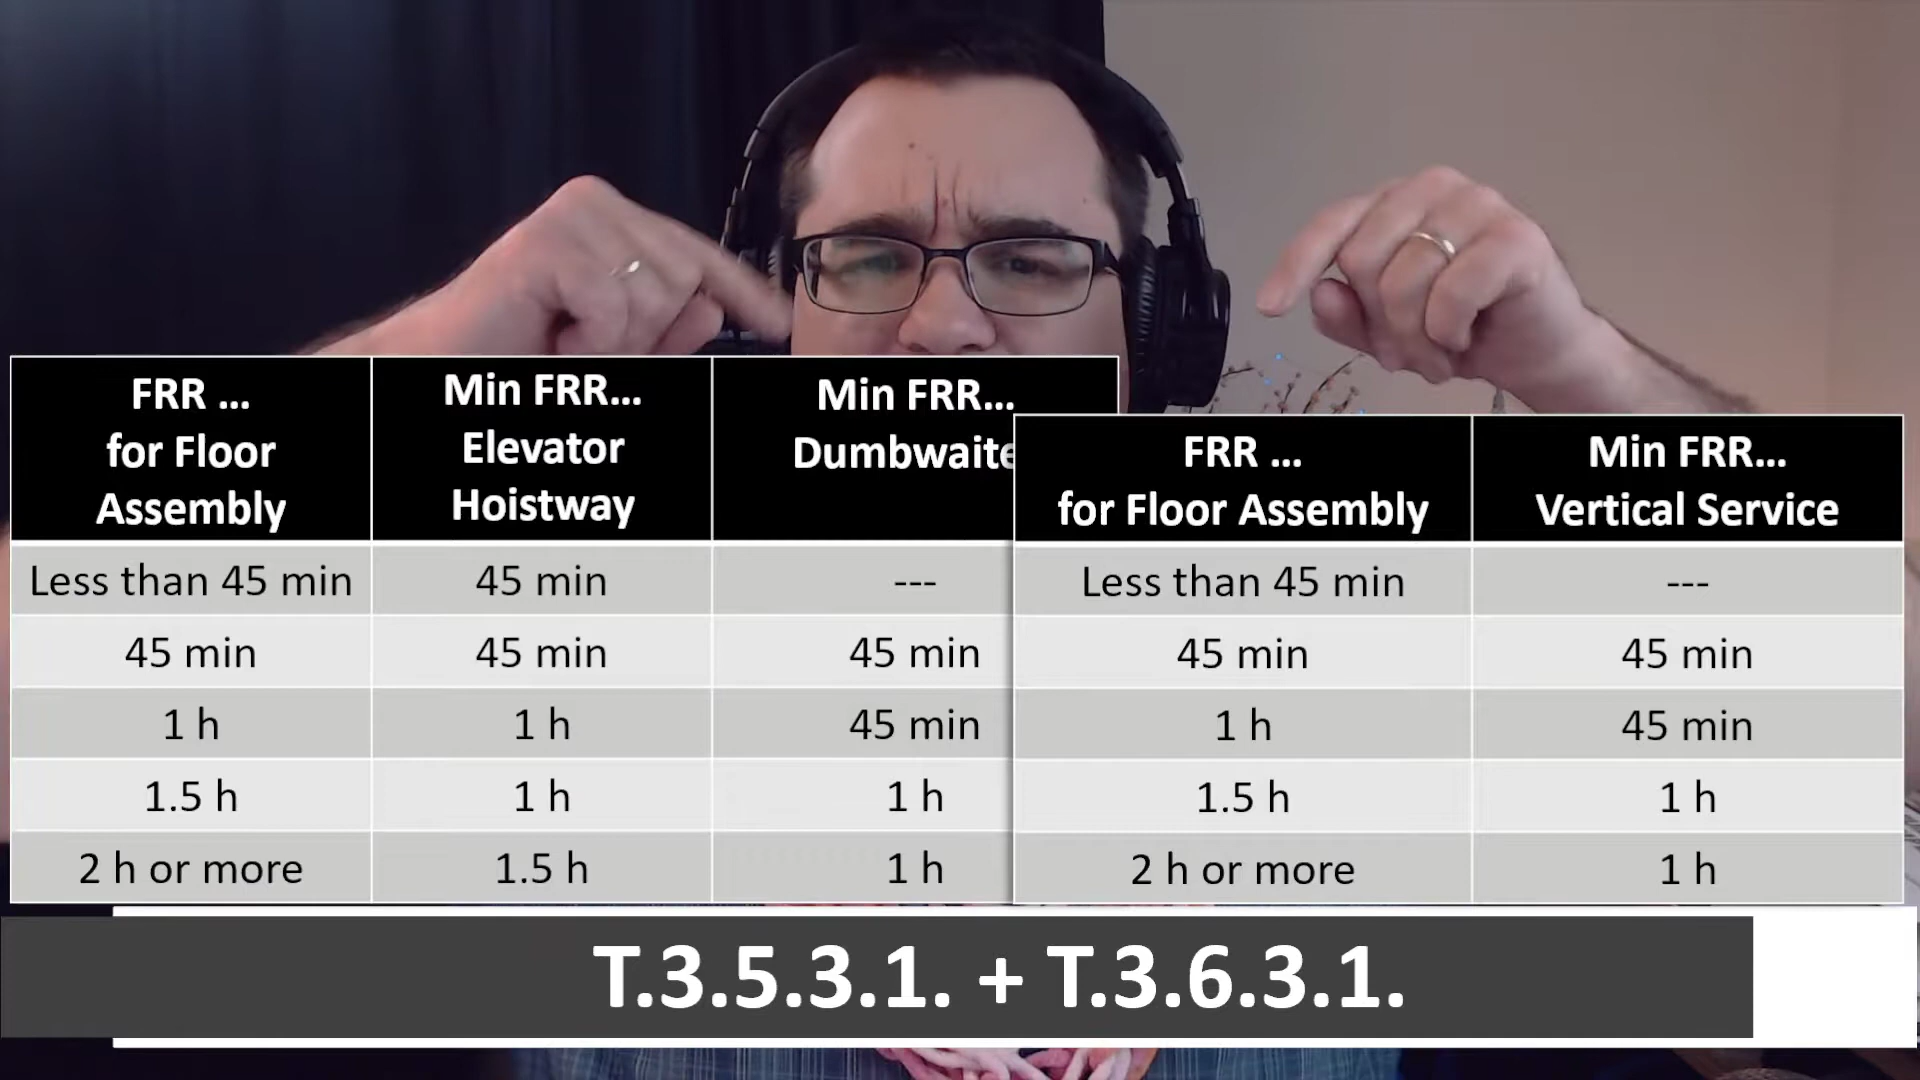 FRR ...
for Floor
Assembly
Min FRR...
Elevator
Hoistway
Min FRR...
Dumbwaite
Less than 45 min
45 min
---
45 min
45 min
45 min
1 h
1 h
45 min
1.5 h
1 h
1 h
2 h or more
1.5 h
1 h
FRR ...
for Floor Assembly
Min FRR...
Vertical Service
Less than 45 min
---
45 min
45 min
1 h
45 min
1.5 h
1 h
2 h or more
1 h
T.3.5.3.1. + T.3.6.3.1.